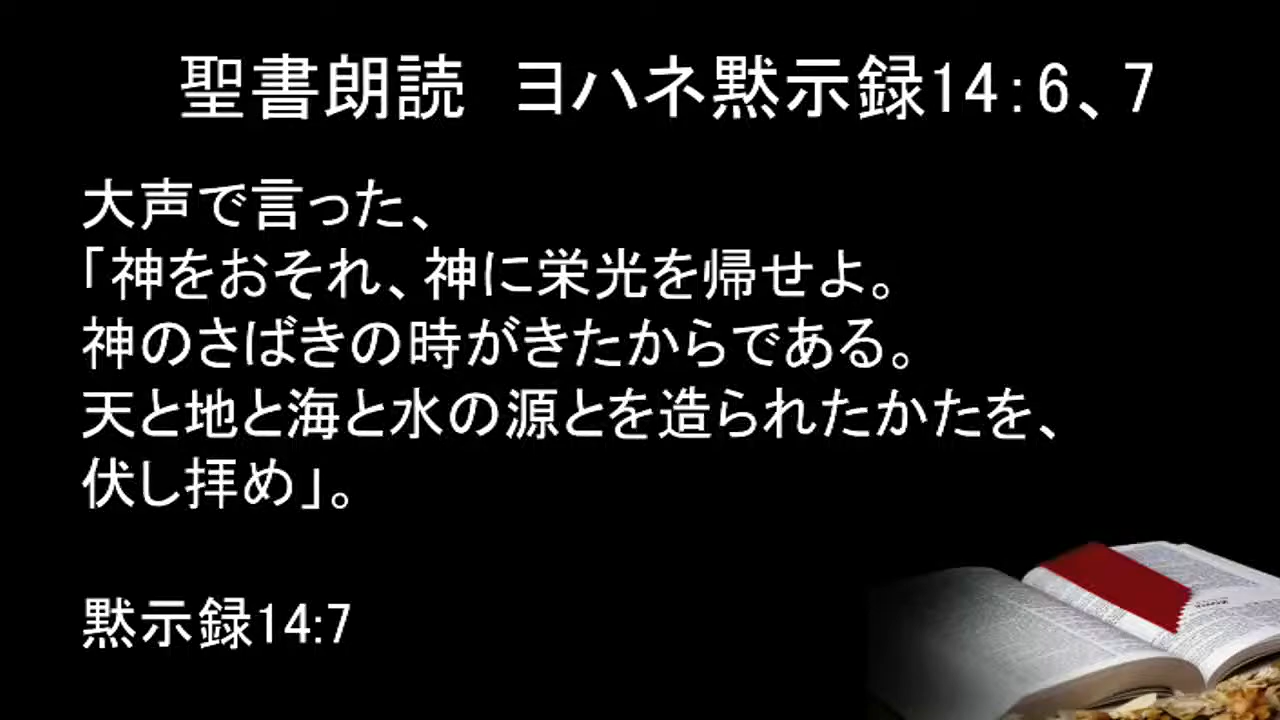 聖書朗読　ヨハネ黙示録14：6、7
大声で言った、
「神をおそれ、神に栄光を帰せよ。
神のさばきの時がきたからである。
天と地と海と水の源とを造られたかたを、
伏し拝め」。
黙示録14:7